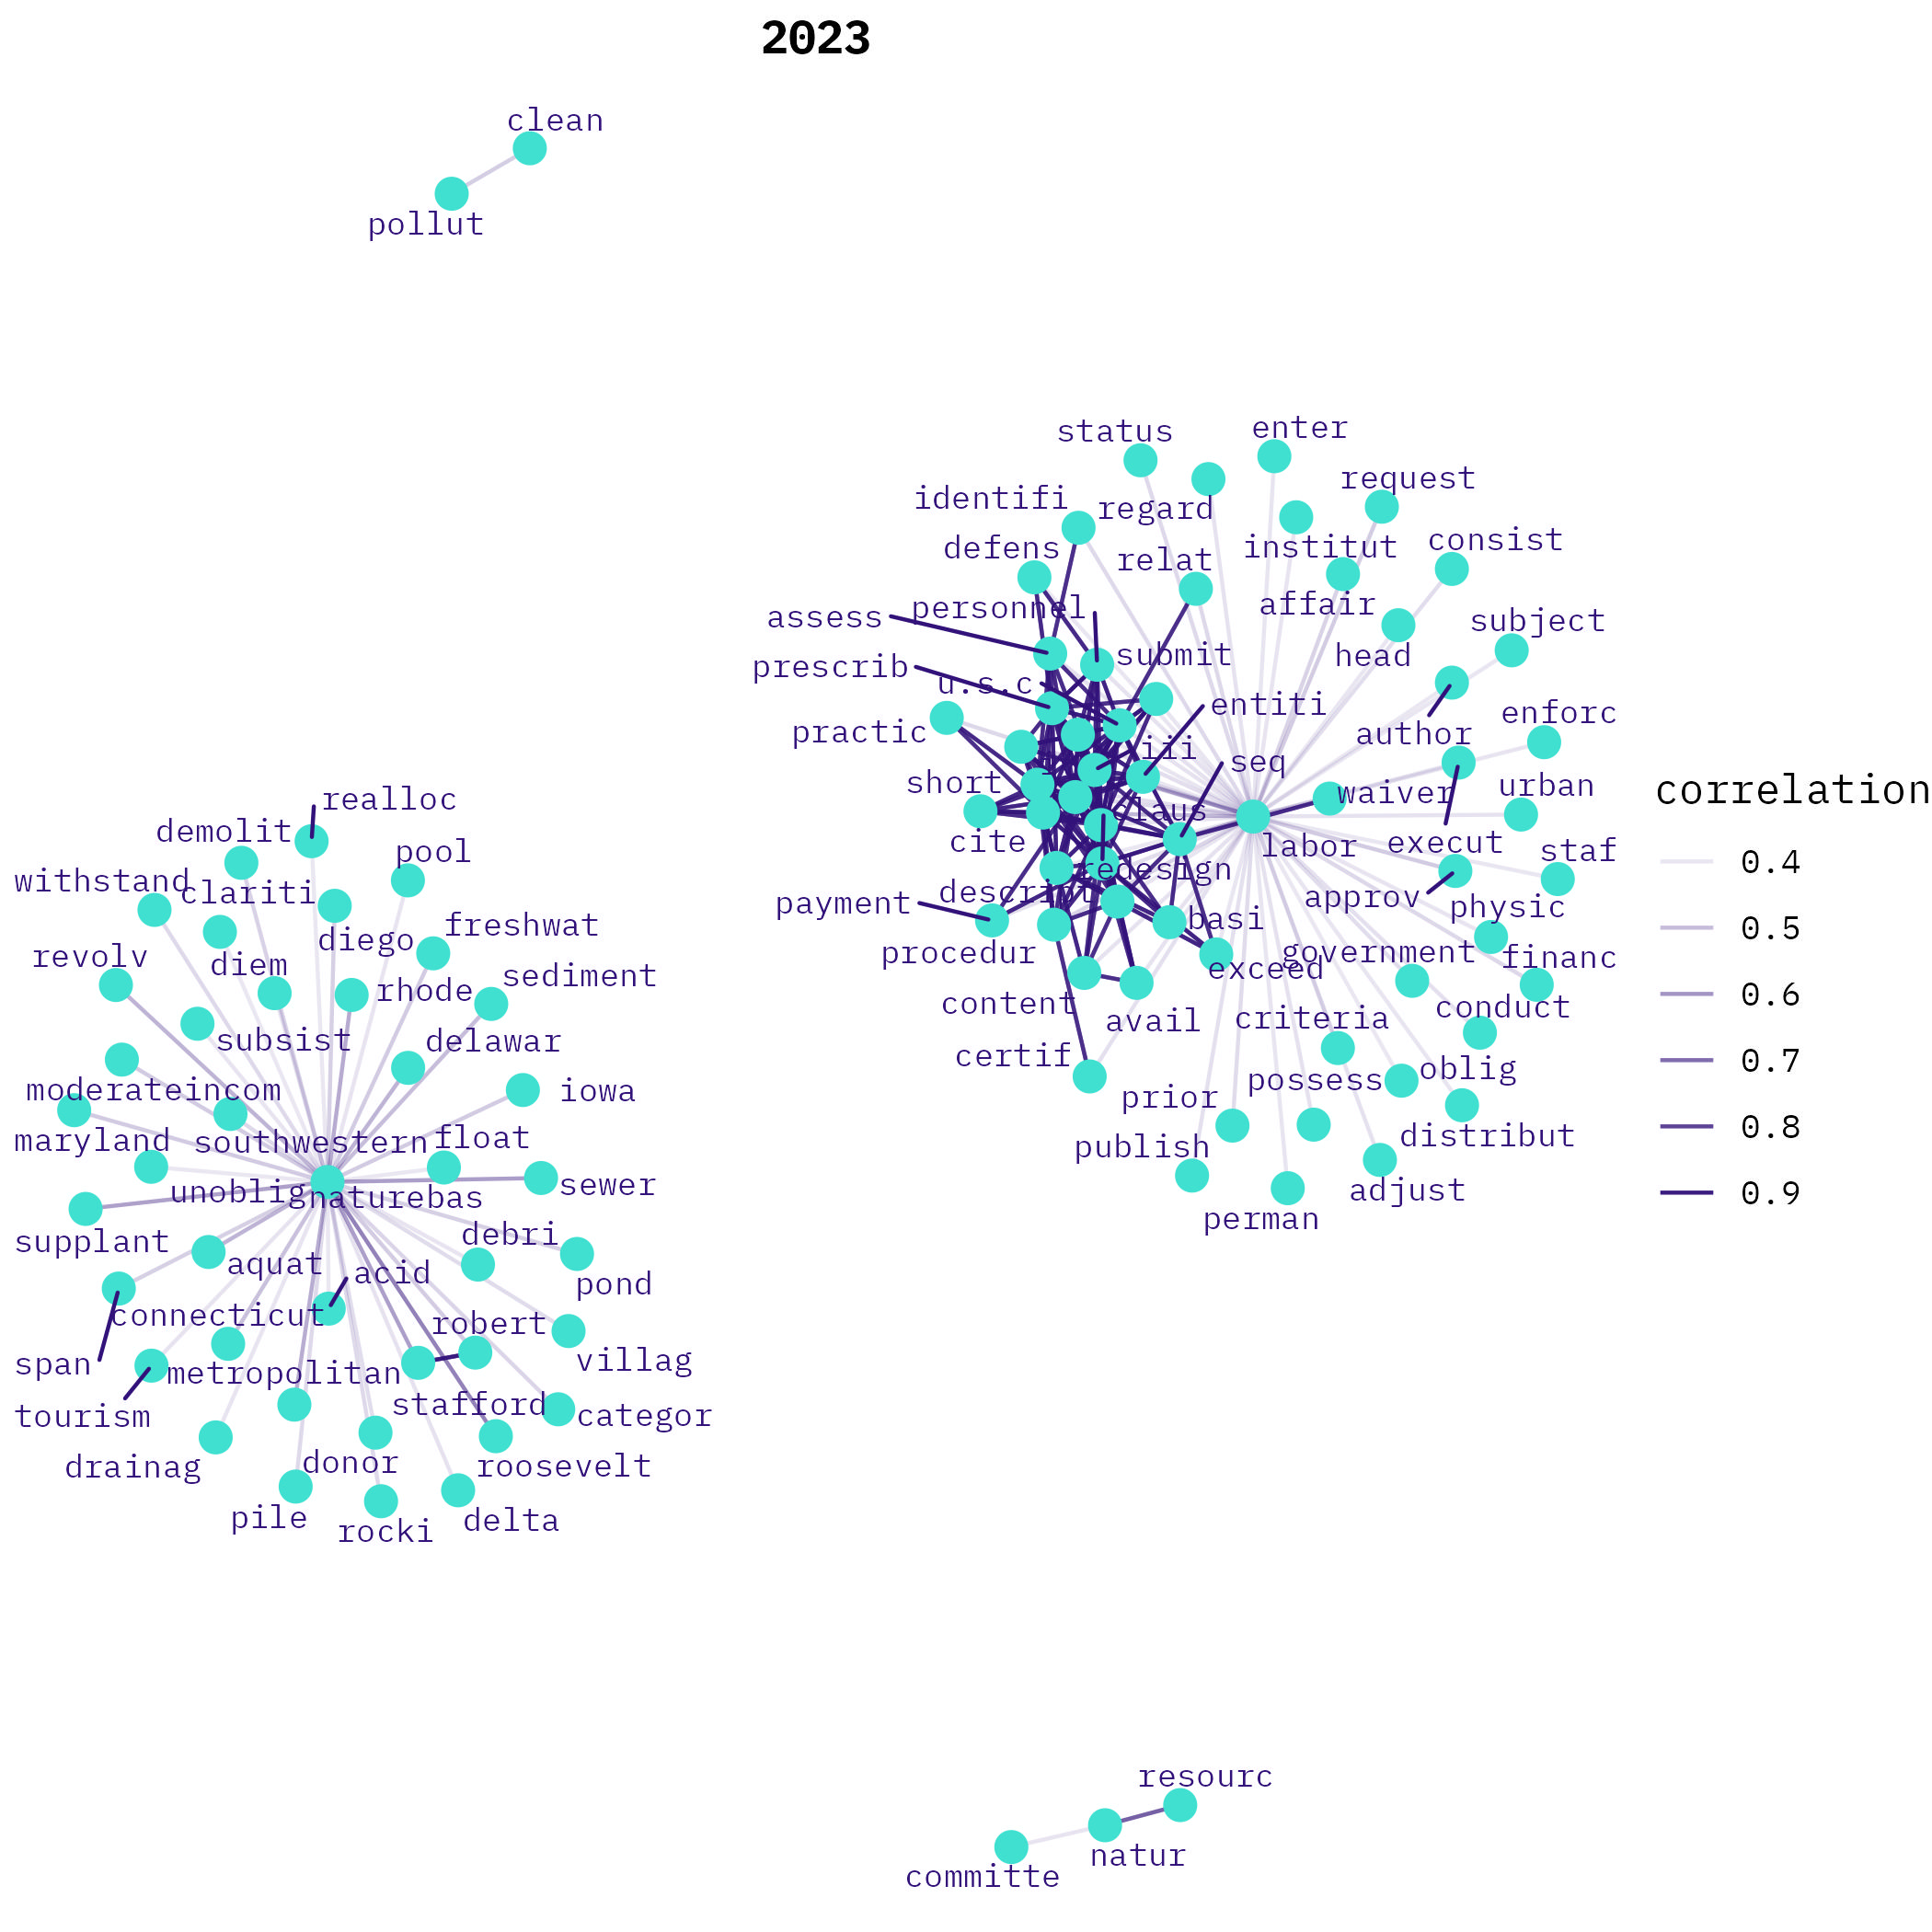 2023
clean
pollut
status
enter
request
identifi
regard
defens
relat
institut
consist
assess
personnel
affair
subject
prescrib
submit
head
u.s.c
entiti
practic
iii
author
enforc
short
seq
waiver
urban
cite
claus
labor
execut
staf
redesign
descript
payment
basi
approv
physic
procedur
exceed
government
financ
content
avail
criteria
conduct
certif
possess
oblig
prior
publish
distribut
perman
adjust
correlation
0.4
0.5
0.6
0.7
0.8
0.9
realloc
demolit
pool
withstand
clariti
freshwat
revolv
diem
diego
rhode
sediment
subsist
delawar
moderateincom
iowa
maryland
southwestern
float
unoblig
naturebas
sewer
supplant
debri
aquat
acid
pond
connecticut
robert
span
metropolitan
villag
tourism
stafford
categor
drainag
donor
roosevelt
pile
rocki
delta
resourc
natur
committe